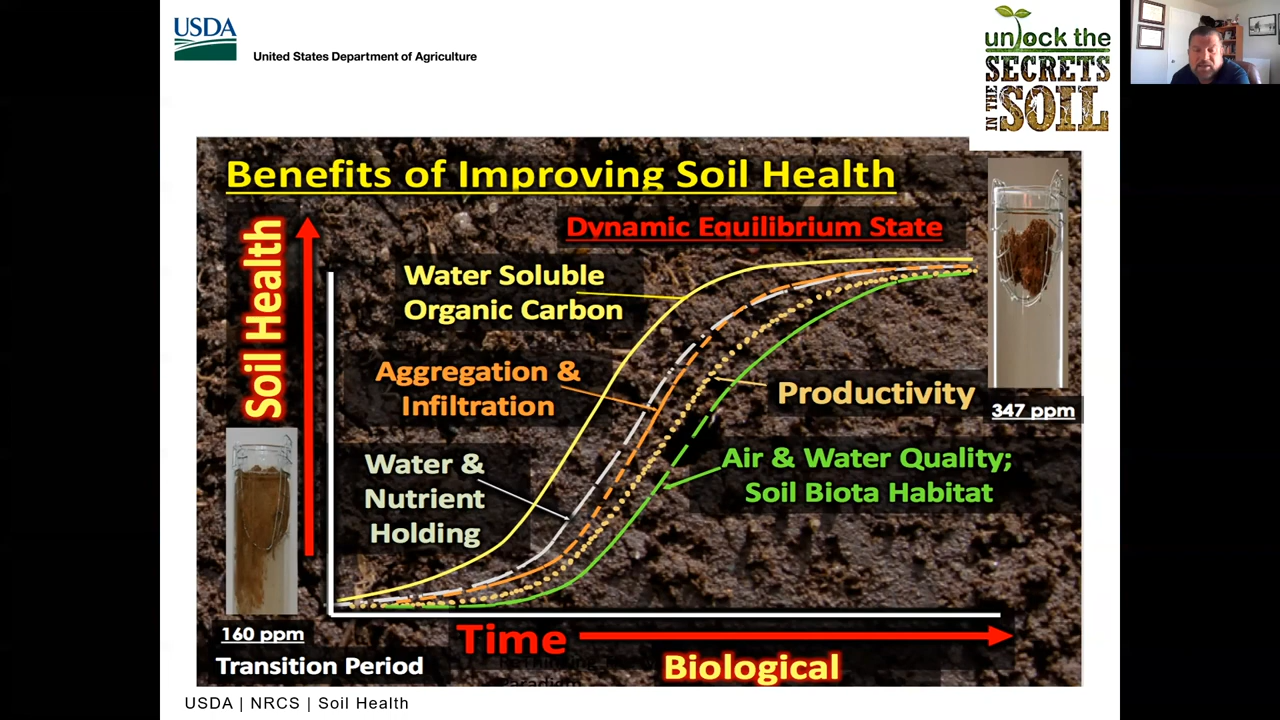 USDA
United States Department of Agriculture
unlock the
SECRETS
IN THE
SOIL
Benefits of Improving Soil Health
Dynamic Equilibrium State
Soil Health
Water Soluble
Organic Carbon
Aggregation &
Infiltration
Productivity
347 ppm
Water &
Nutrient
Holding
Air & Water Quality;
Soil Biota Habitat
160 ppm
Transition Period
Time
Biological
USDA | NRCS | Soil Health